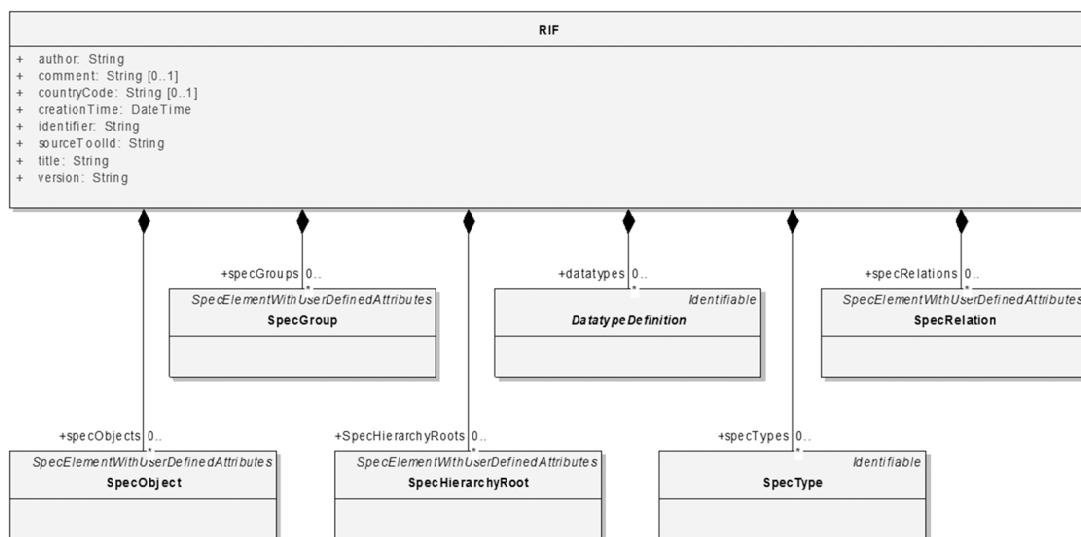 RIF
+ author: String
+ comment: String [0..1]
+ countryCode: String [0..1]
+ creationTime: DateTime
+ identifier: String
+ sourceToolId: String
+ title: String
+ version: String
+specGroups 0..
*
+datatypes 0..
*
+specRelations 0..
*
SpecElementWithUserDefinedAttributes
SpecGroup
Identifiable
DatatypeDefinition
SpecElementWithUserDefinedAttributes
SpecRelation
+specObjects 0..
*
+SpecHierarchyRoots 0..
*
+specTypes 0..
*
SpecElementWithUserDefinedAttributes
SpecObject
SpecElementWithUserDefinedAttributes
SpecHierarchyRoot
Identifiable
SpecType